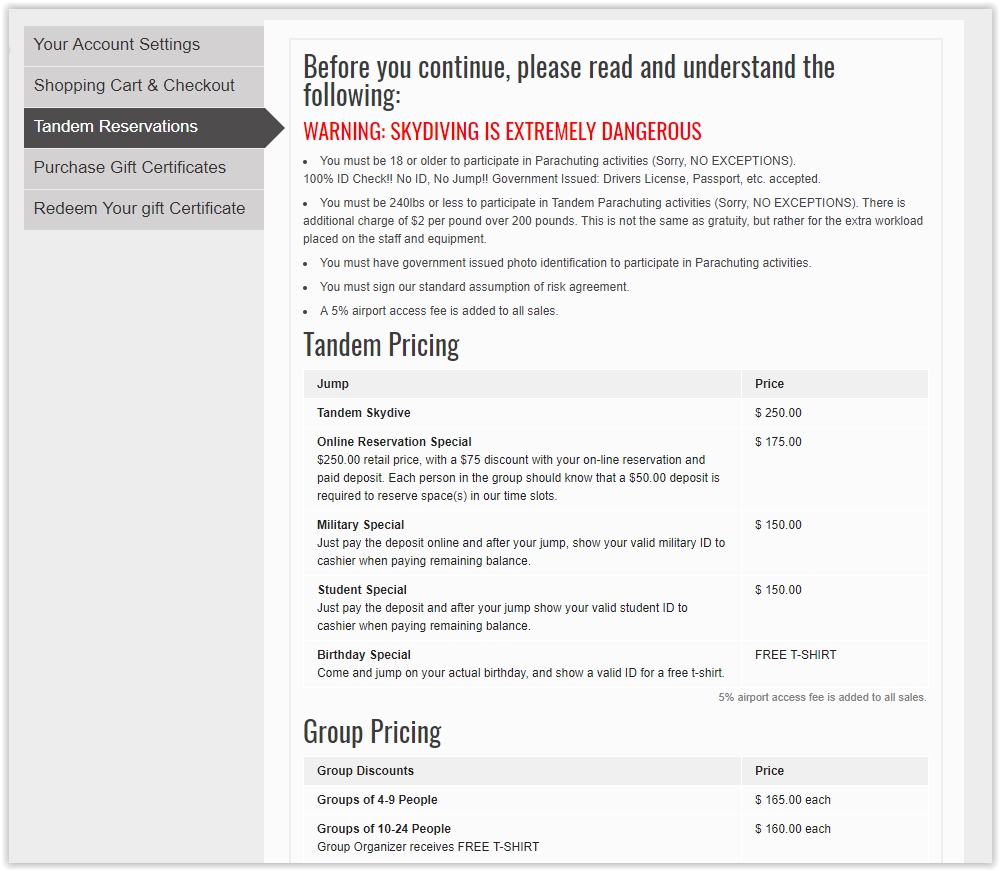 Your Account Settings
Shopping Cart & Checkout
Tandem Reservations
Purchase Gift Certificates
Redeem Your gift Certificate
Before you continue, please read and understand the
following:
WARNING: SKYDIVING IS EXTREMELY DANGEROUS
• You must be 18 or older to participate in Parachuting activities (Sorry, NO EXCEPTIONS).
100% ID Check!! No ID, No Jump!! Government Issued: Drivers License, Passport, etc. accepted.
• You must be 240lbs or less to participate in Tandem Parachuting activities (Sorry, NO EXCEPTIONS). There is
additional charge of $2 per pound over 200 pounds. This is not the same as gratuity, but rather for the extra workload
placed on the staff and equipment.
• You must have government issued photo identification to participate in Parachuting activities.
• You must sign our standard assumption of risk agreement.
• A 5% airport access fee is added to all sales.
Tandem Pricing
Jump Price
Tandem Skydive $ 250.00
Online Reservation Special $ 175.00
$250.00 retail price, with a $75 discount with your on-line reservation and
paid deposit. Each person in the group should know that a $50.00 deposit is
required to reserve space(s) in our time slots.
Military Special $ 150.00
Just pay the deposit online and after your jump, show your valid military ID to
cashier when paying remaining balance.
Student Special $ 150.00
Just pay the deposit and after your jump show your valid student ID to
cashier when paying remaining balance.
Birthday Special FREE T-SHIRT
Come and jump on your actual birthday, and show a valid ID for a free t-shirt.
5% airport access fee is added to all sales.
Group Pricing
Group Discounts Price
Groups of 4-9 People $ 165.00 each
Groups of 10-24 People $ 160.00 each
Group Organizer receives FREE T-SHIRT